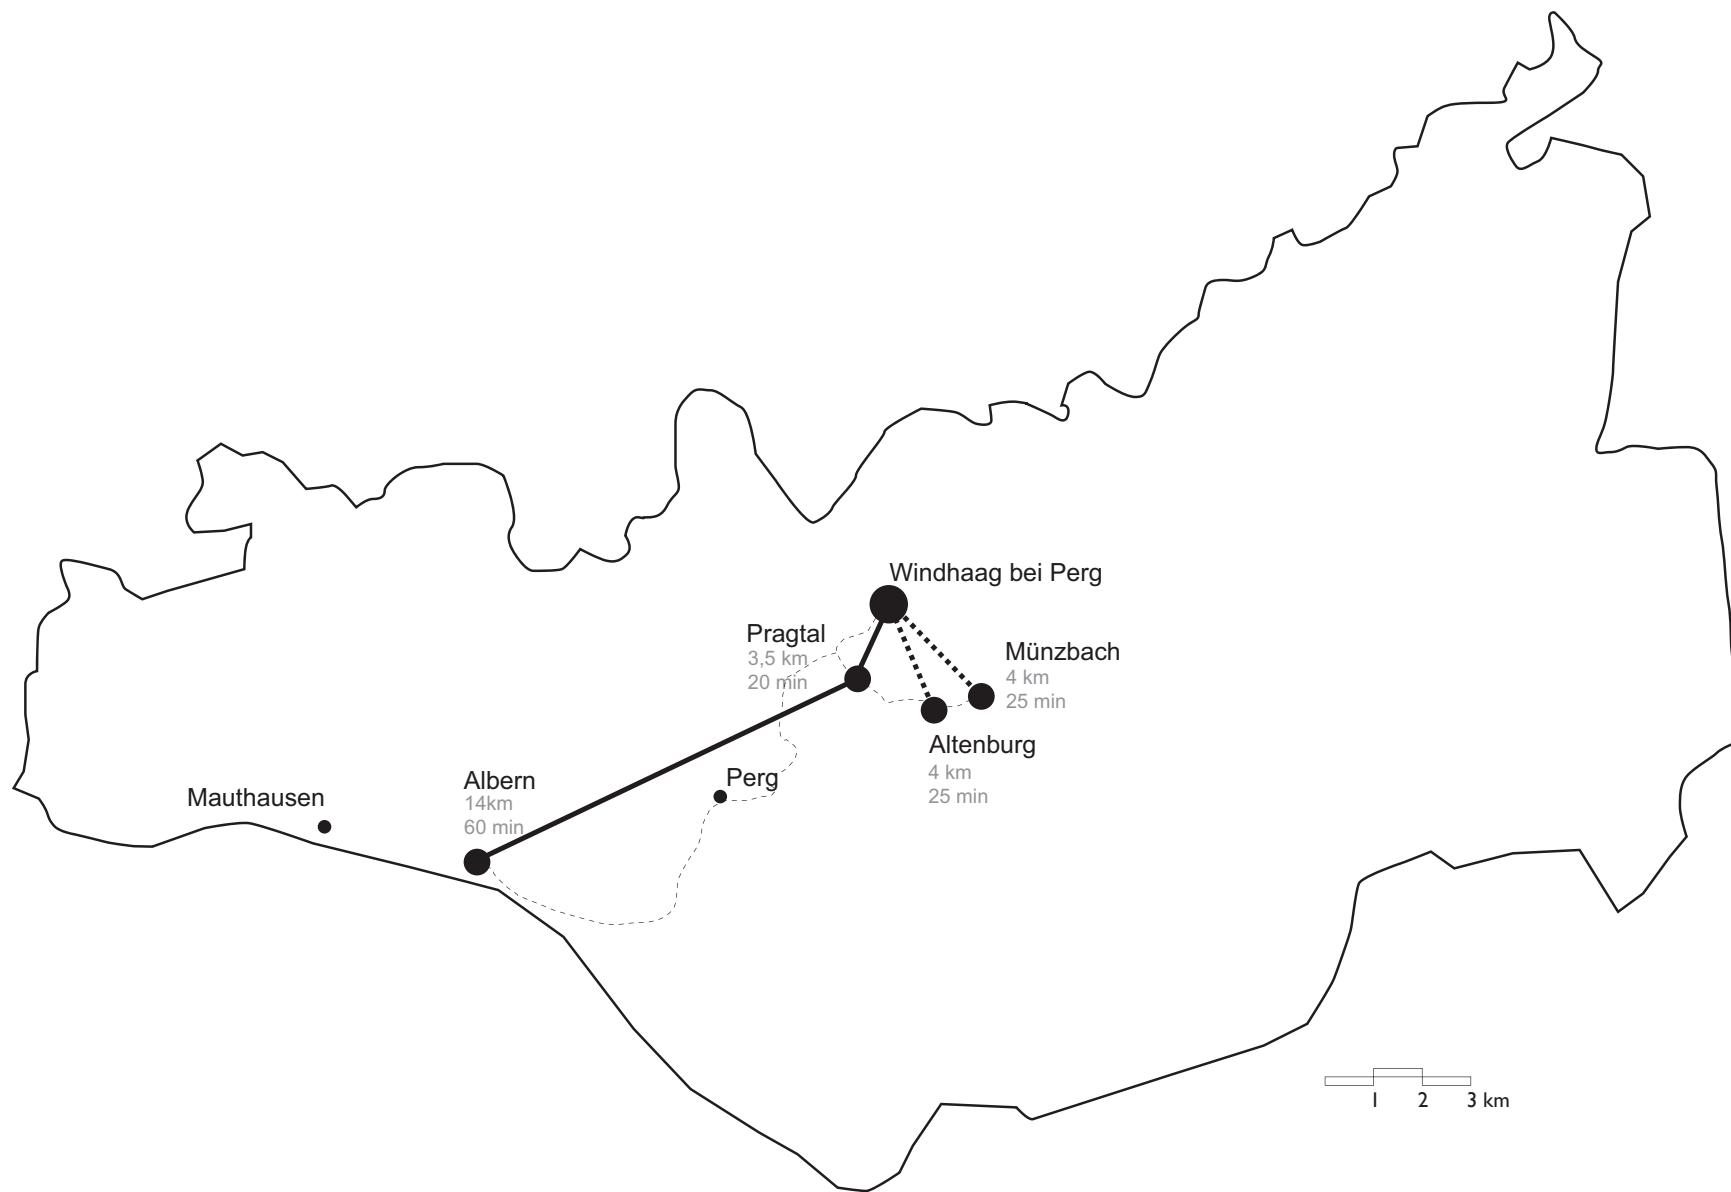 Windhaag bei Perg
Pragtal
3,5 km
20 min
Münzbach
4 km
25 min
Altenburg
4 km
25 min
Perg
Albern
14km
60 min
Mauthausen
1 2 3 km